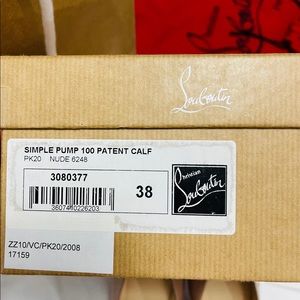 Louboutin
SIMPLE PUMP 100 PATENT CALF
PK20 NUDE 6248
3080377
38
Christian
Louboutin
ZZ10/VC/PK20/2008
17159